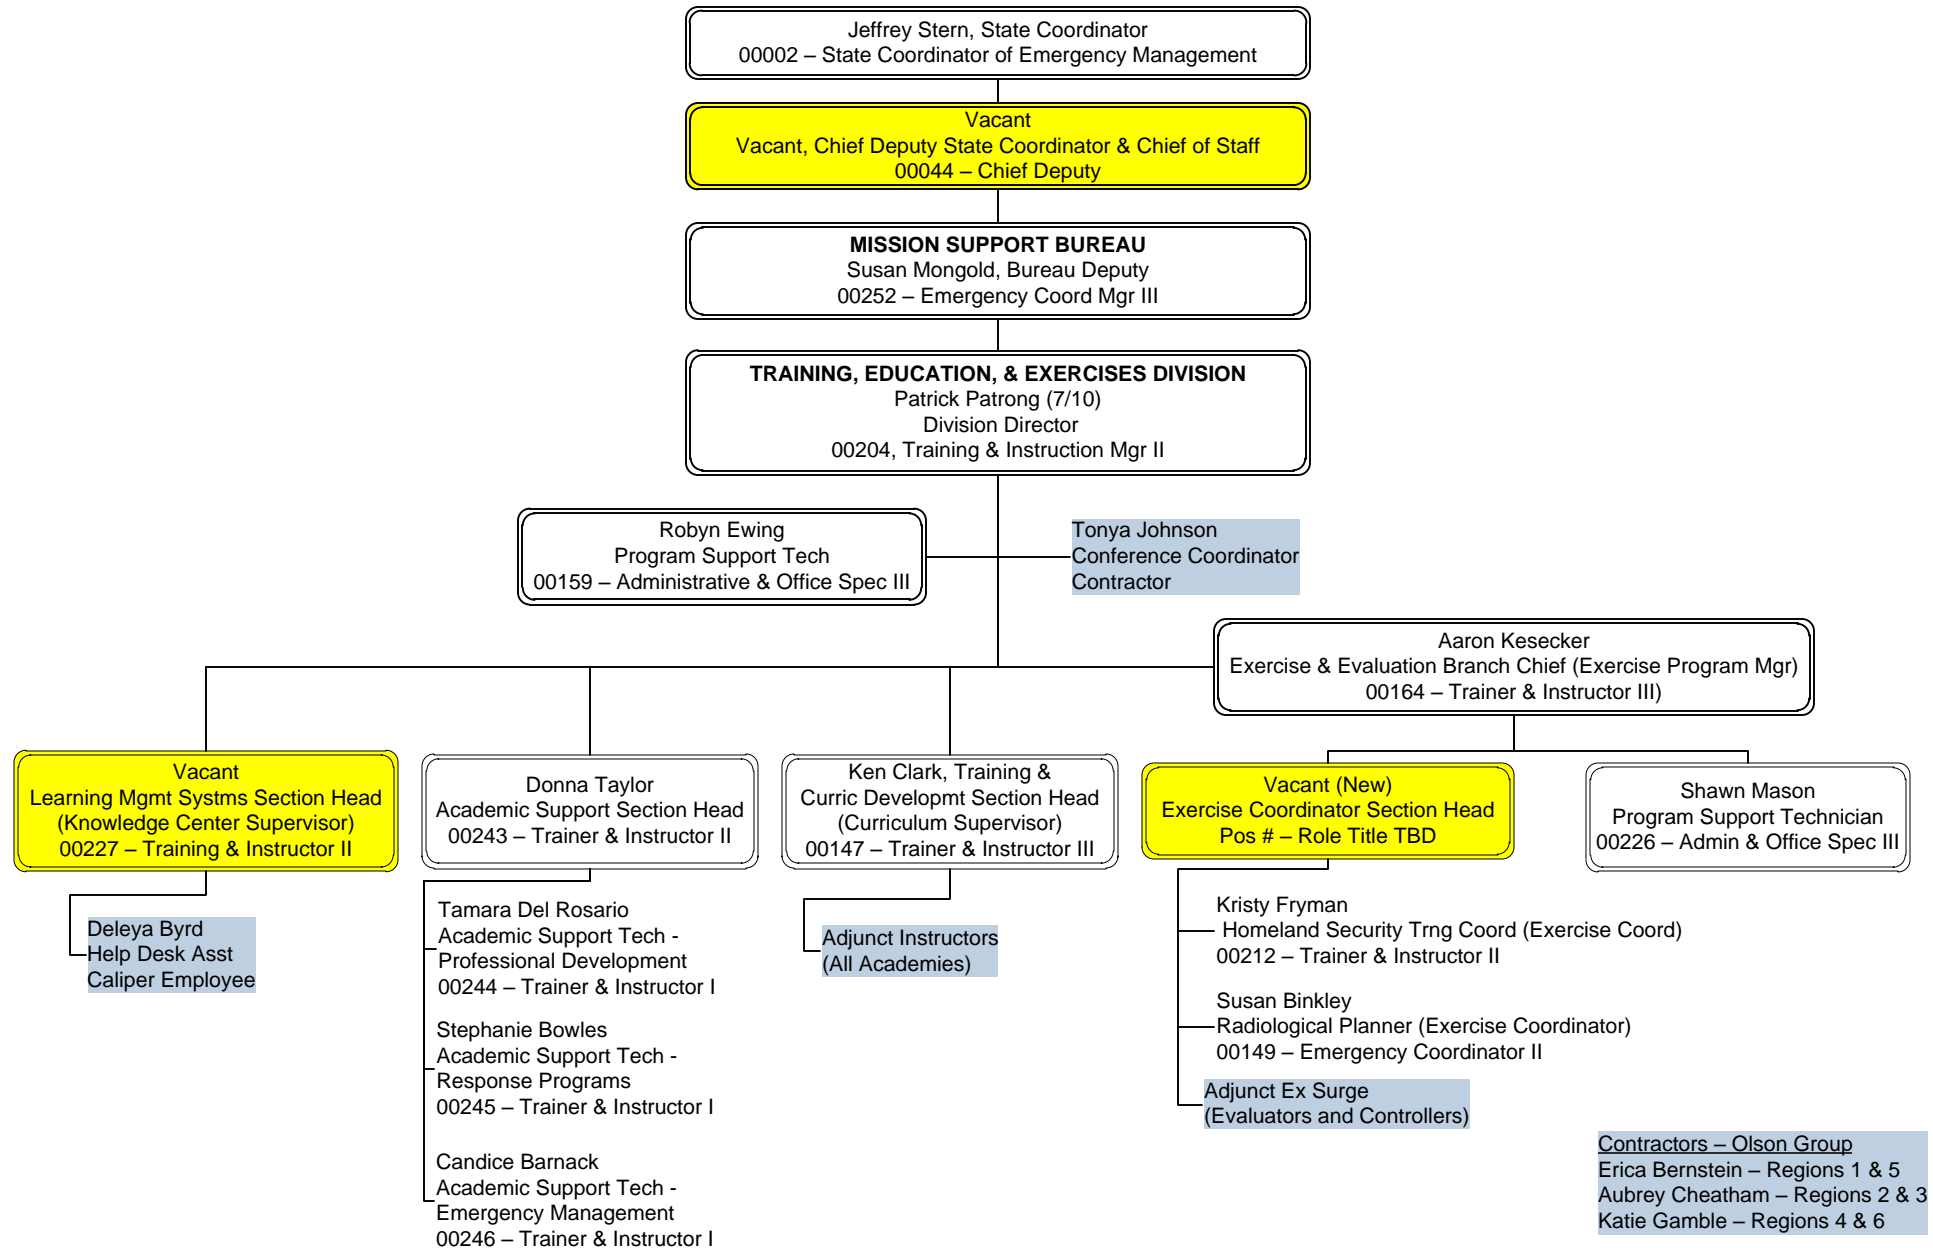 Jeffrey Stern, State Coordinator
00002 – State Coordinator of Emergency Management
Vacant
Vacant, Chief Deputy State Coordinator & Chief of Staff
00044 – Chief Deputy
MISSION SUPPORT BUREAU
Susan Mongold, Bureau Deputy
00252 – Emergency Coord Mgr III
TRAINING, EDUCATION, & EXERCISES DIVISION
Patrick Patrong (7/10)
Division Director
00204, Training & Instruction Mgr II
Robyn Ewing
Program Support Tech
00159 – Administrative & Office Spec III
Tonya Johnson
Conference Coordinator
Contractor
Aaron Kesecker
Exercise & Evaluation Branch Chief (Exercise Program Mgr)
00164 – Trainer & Instructor III)
Vacant
Learning Mgmt Systms Section Head
(Knowledge Center Supervisor)
00227 – Training & Instructor II
Donna Taylor
Academic Support Section Head
00243 – Trainer & Instructor II
Ken Clark, Training &
Curric Developmt Section Head
(Curriculum Supervisor)
00147 – Trainer & Instructor III
Vacant (New)
Exercise Coordinator Section Head
Pos # – Role Title TBD
Shawn Mason
Program Support Technician
00226 – Admin & Office Spec III
Deleya Byrd
Help Desk Asst
Caliper Employee
Tamara Del Rosario
Academic Support Tech -
Professional Development
00244 – Trainer & Instructor I
Stephanie Bowles
Academic Support Tech -
Response Programs
00245 – Trainer & Instructor I
Candice Barnack
Academic Support Tech -
Emergency Management
00246 – Trainer & Instructor I
Adjunct Instructors
(All Academies)
Kristy Fryman
Homeland Security Trng Coord (Exercise Coord)
00212 – Trainer & Instructor II
Susan Binkley
Radiological Planner (Exercise Coordinator)
00149 – Emergency Coordinator II
Adjunct Ex Surge
(Evaluators and Controllers)
Contractors – Olson Group
Erica Bernstein – Regions 1 & 5
Aubrey Cheatham – Regions 2 & 3
Katie Gamble – Regions 4 & 6